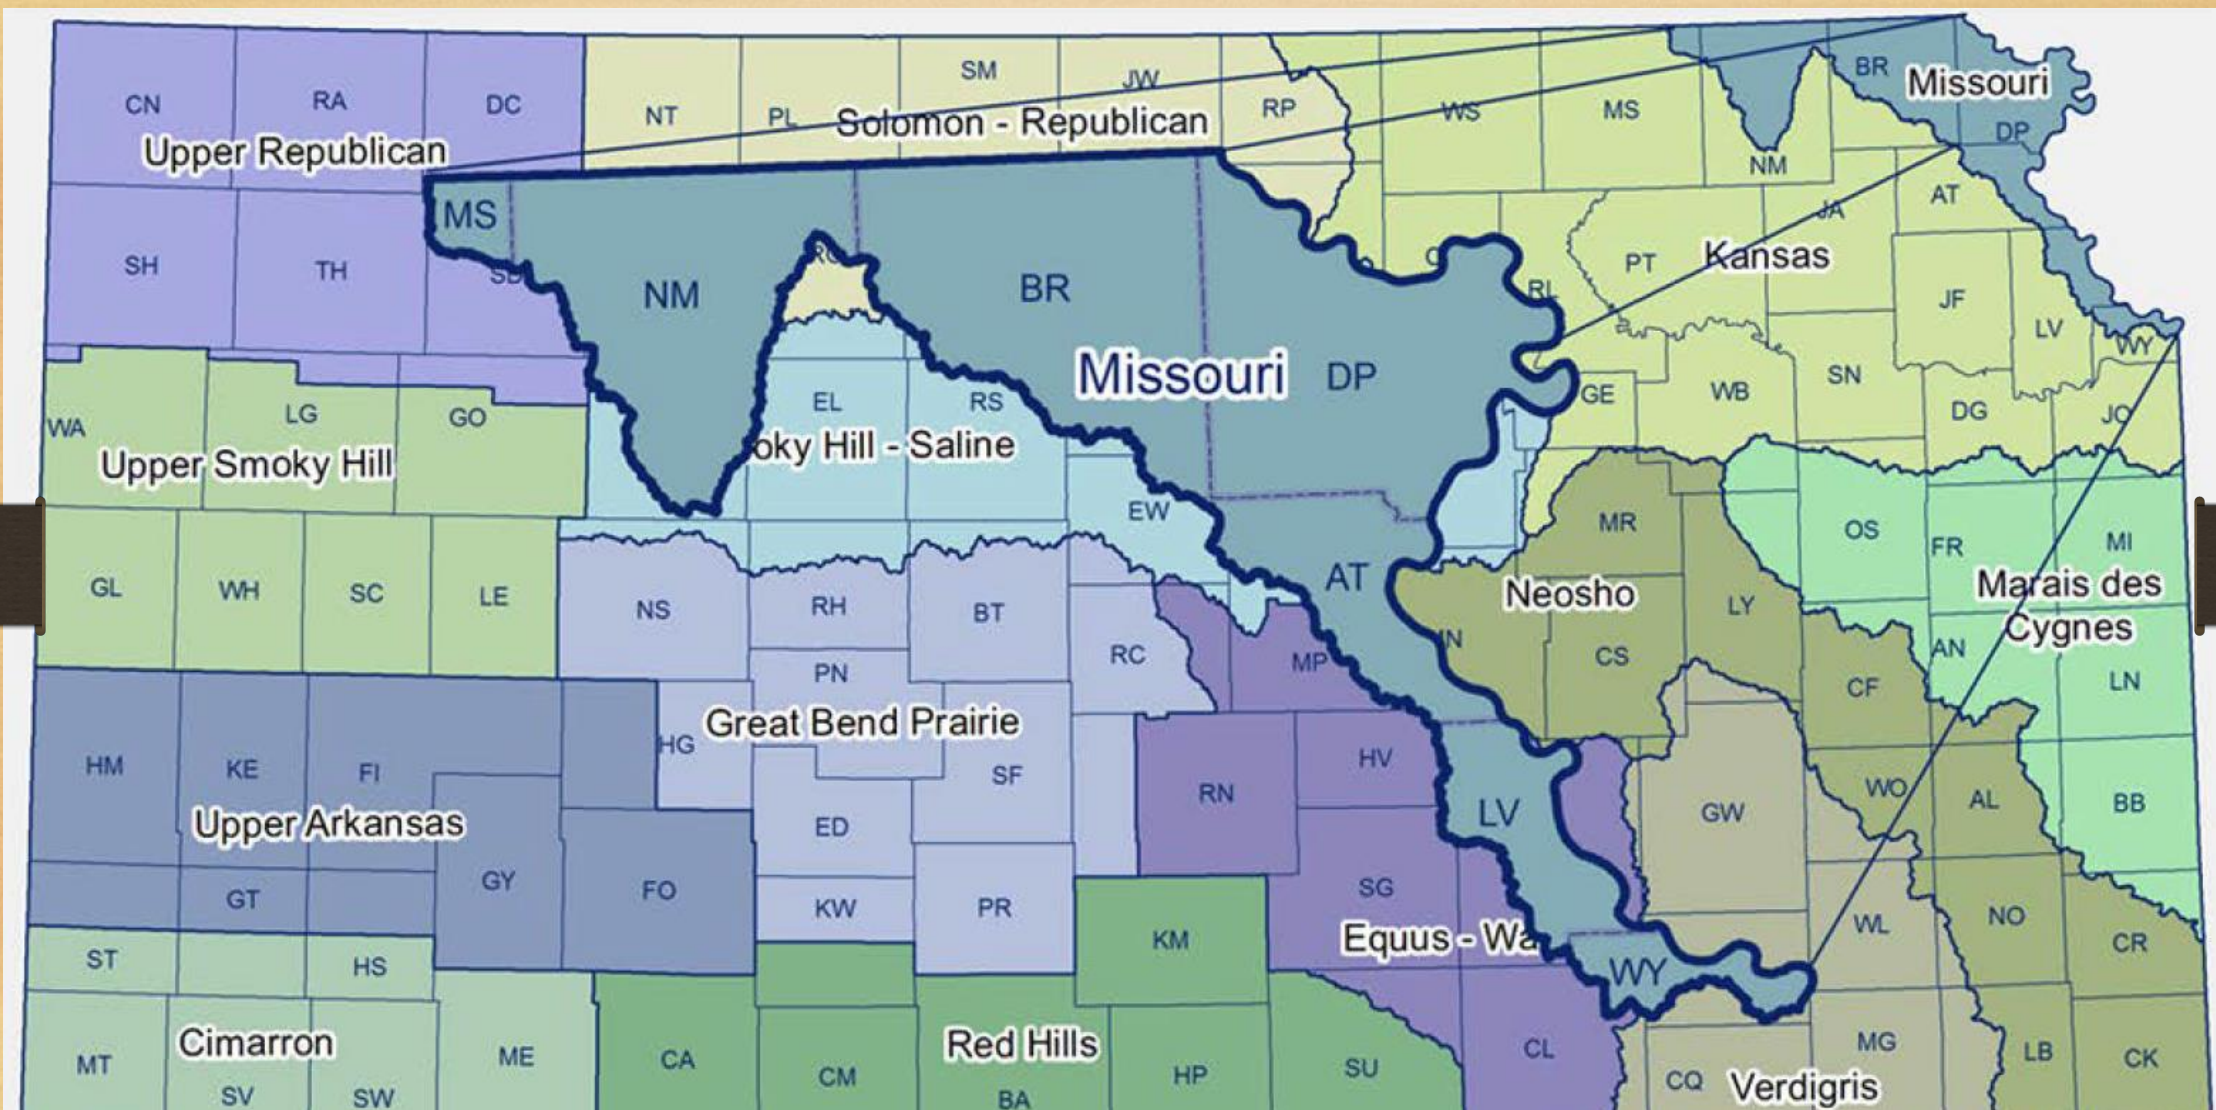 BR
Missouri
SM
JW
CN
RA
DC
NT
PL
Solomon - Republican
RP
WS
MS
DP
Upper Republican
NM
AT
MS
JA
SH
TH
SD
NM
BR
RL
PT
Kansas
JF
LV
WY
WA
LG
GO
EL
RS
Missouri
DP
GE
WB
SN
DG
JO
Upper Smoky Hill
oky Hill - Saline
EW
MR
OS
FR
MI
GL
WH
SC
LE
NS
RH
BT
AT
Neosho
LY
Marais des
Cygnes
RC
MP
CS
AN
LN
PN
CF
Great Bend Prairie
HM
KE
FI
HG
SF
HV
RN
WO
AL
BB
Upper Arkansas
ED
LV
GW
GT
GY
FO
KW
PR
SG
WL
NO
CR
KM
Equus - Wa
ST
HS
WY
Cimarron
Red Hills
MT
ME
CA
CM
HP
SU
CL
MG
LB
CK
SV
SW
BA
CQ
Verdigris